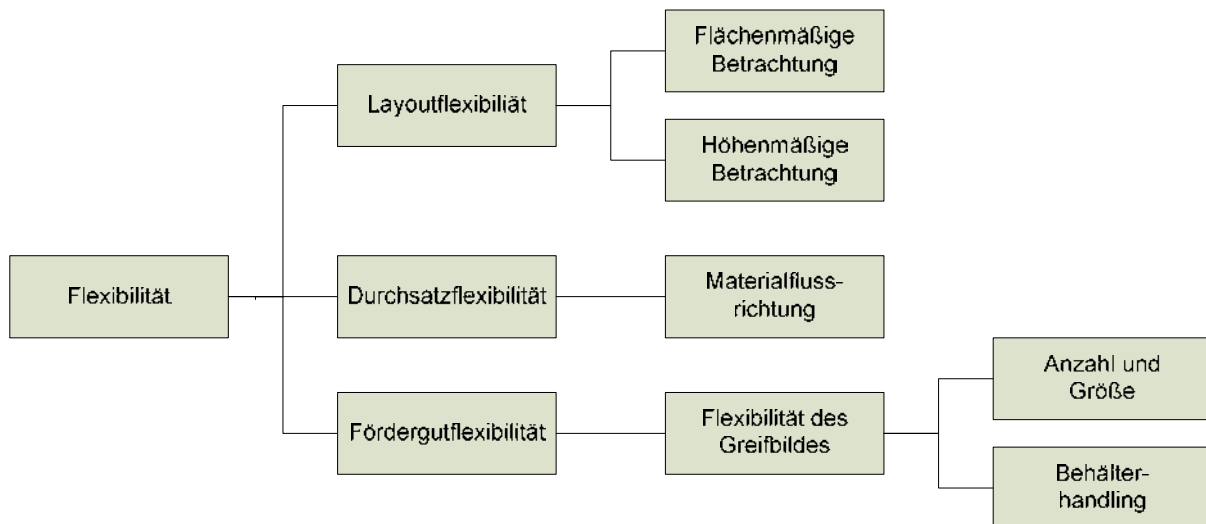 Flächenmäßige
Betrachtung
Layoutflexibiliät
Höhenmäßige
Betrachtung
Flexibilität
Durchsatzflexibilität
Materialfluss-
richtung
Fördergutflexibilität
Flexibilität des
Greifbildes
Anzahl und
Größe
Behälter-
handling